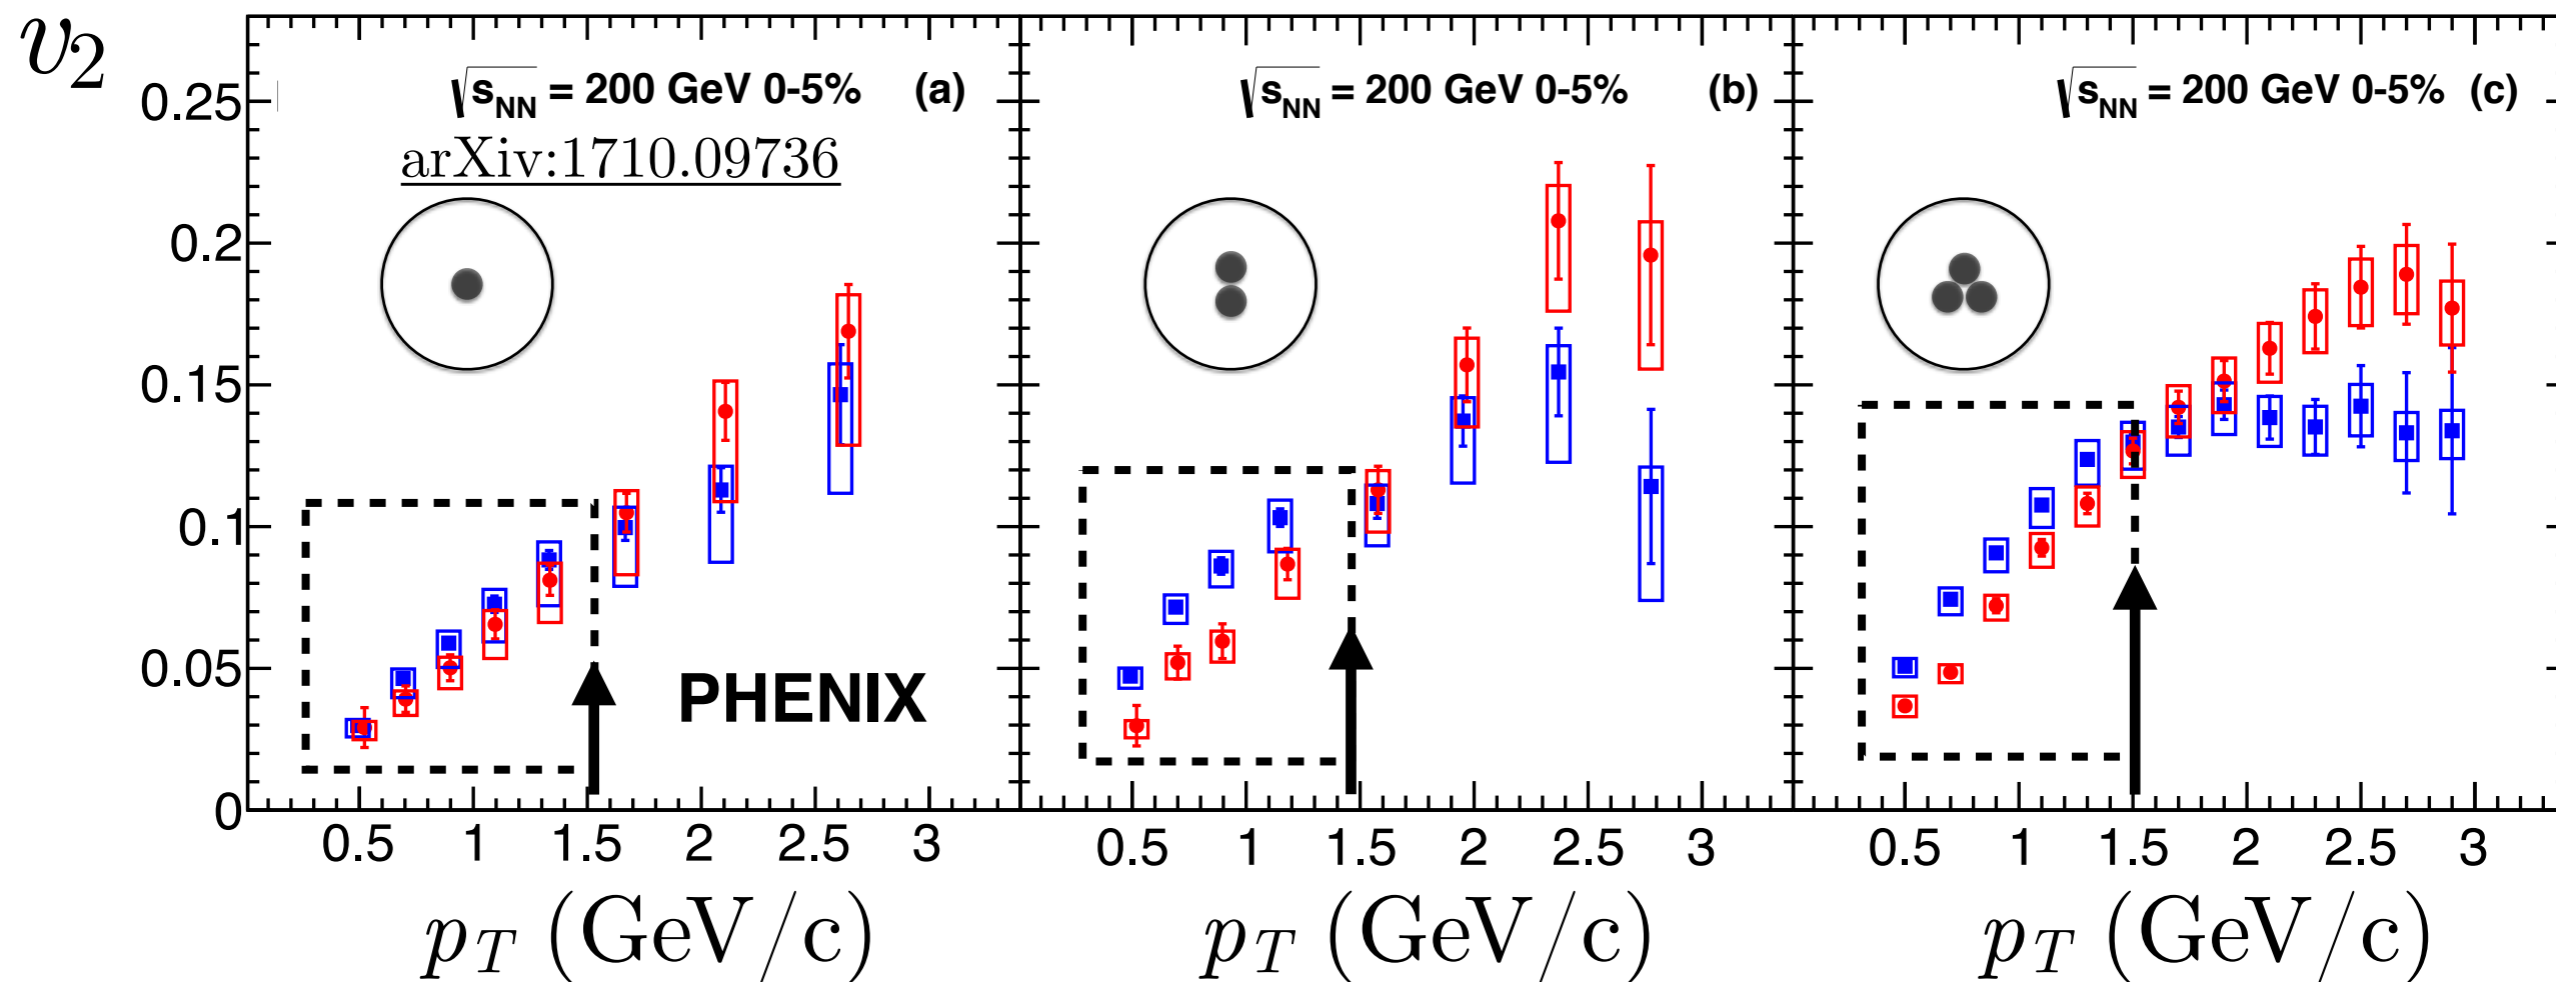 v₂
√sNN = 200 GeV 0-5% (a)
arXiv:1710.09736
√sNN = 200 GeV 0-5% (b)
√sNN = 200 GeV 0-5% (c)
0.25
0.2
0.15
0.1
0.05
0
PHENIX
0.5 1 1.5 2 2.5 3
0.5 1 1.5 2 2.5 3
0.5 1 1.5 2 2.5 3
p_T (GeV/c)
p_T (GeV/c)
p_T (GeV/c)